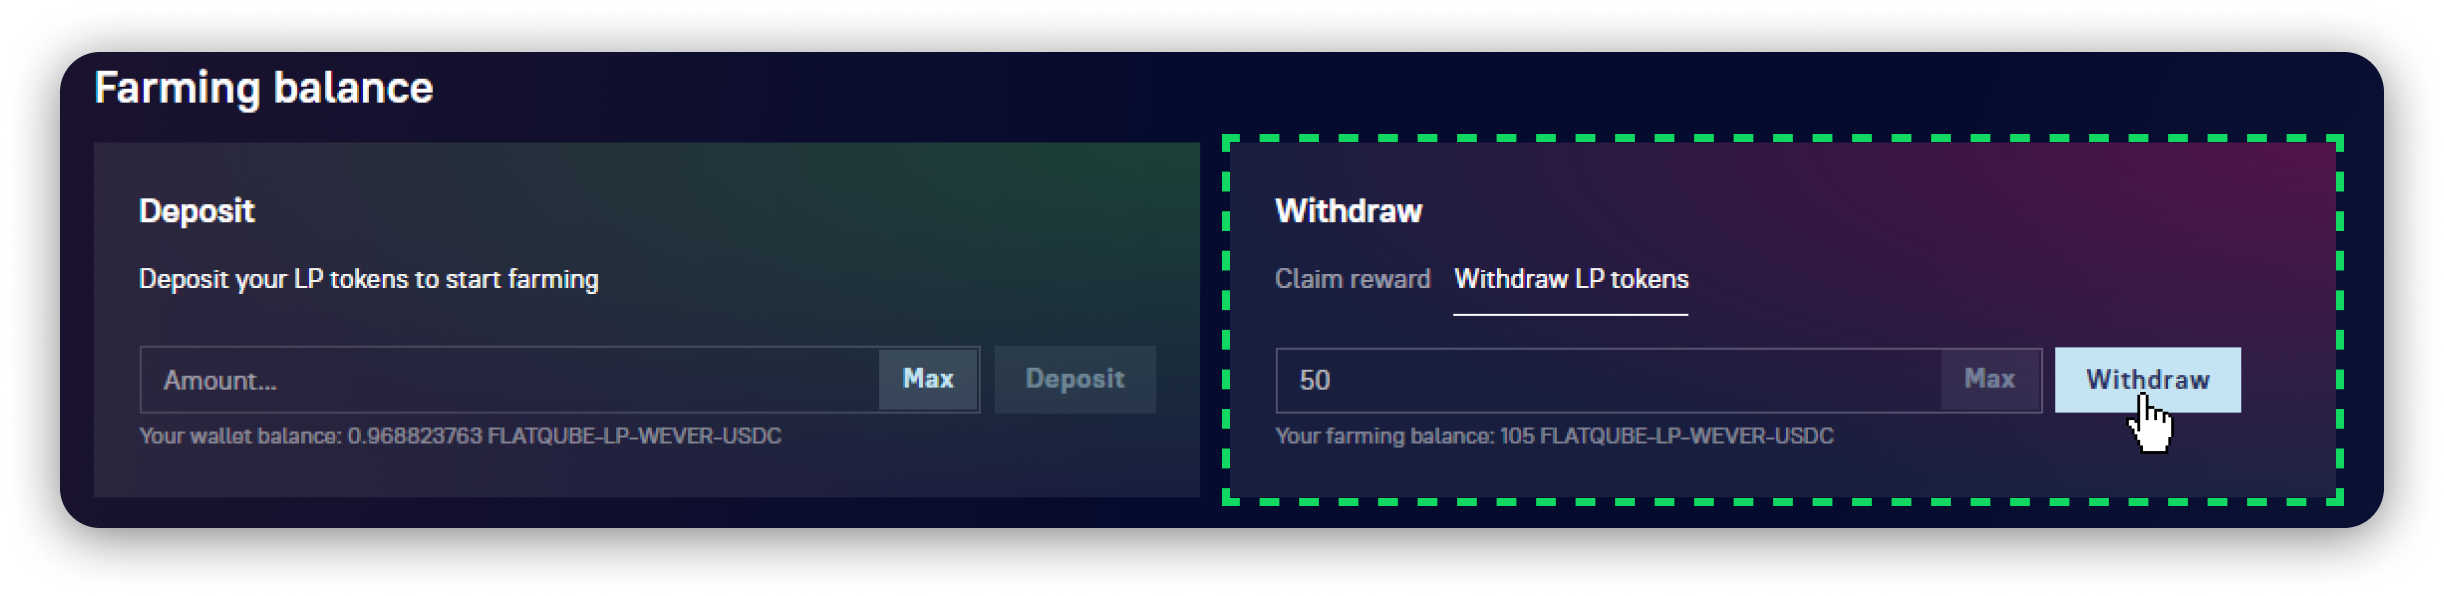 Farming balance
Deposit
Deposit your LP tokens to start farming
Amount...
Max
Deposit
Your wallet balance: 0.968823763 FLATQUBE-LP-WEVER-USDC
Withdraw
Claim reward
Withdraw LP tokens
50
Max
Withdraw
Your farming balance: 105 FLATQUBE-LP-WEVER-USDC